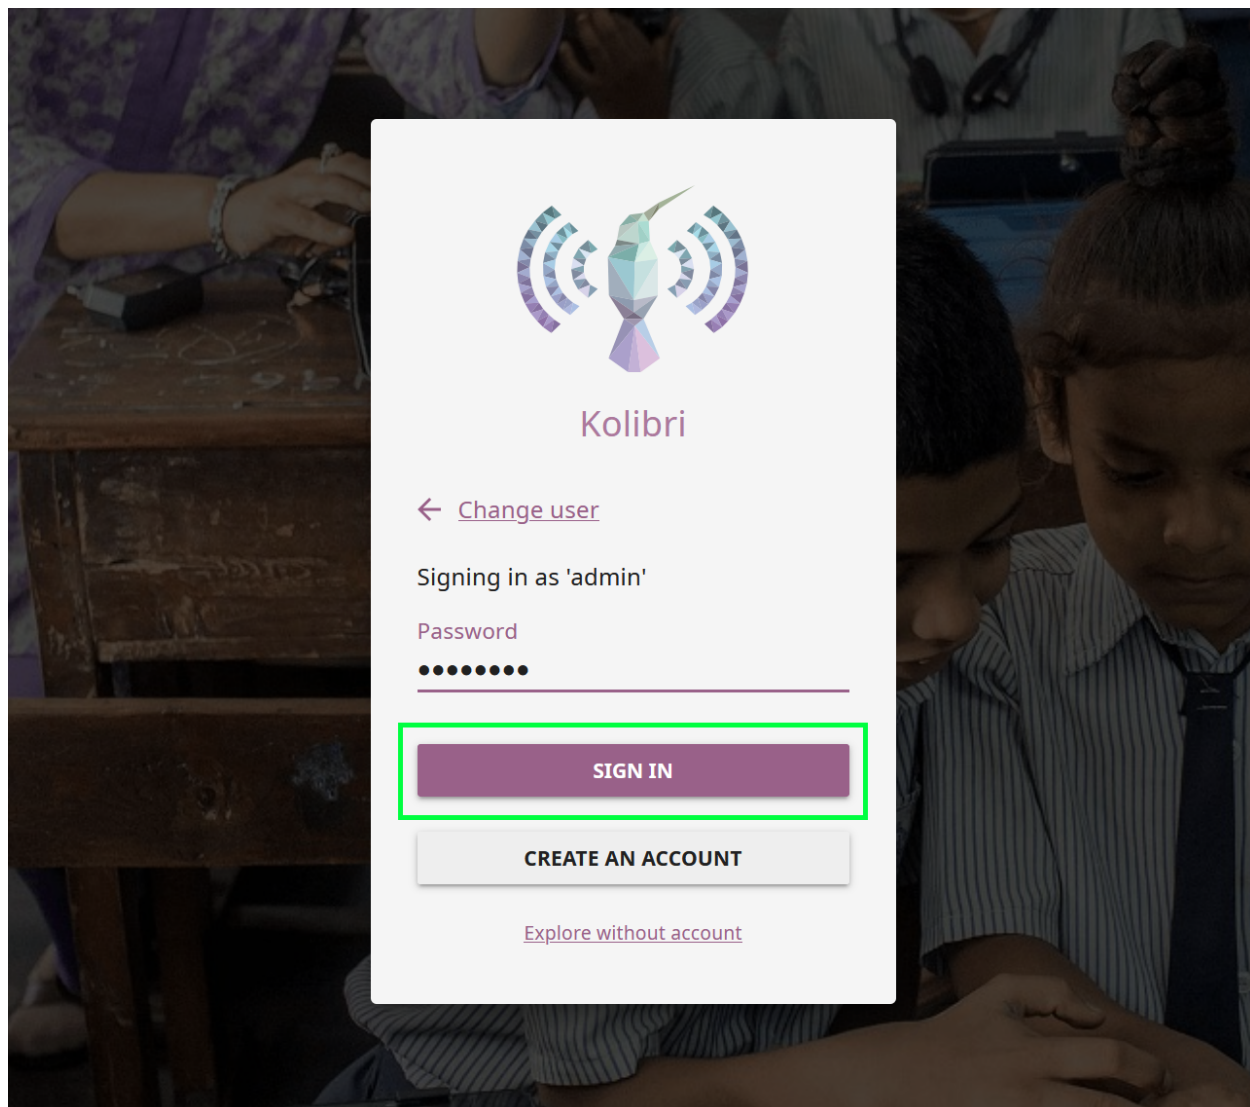 Kolibri
Change user
Signing in as 'admin'
Password
SIGN IN
CREATE AN ACCOUNT
Explore without account